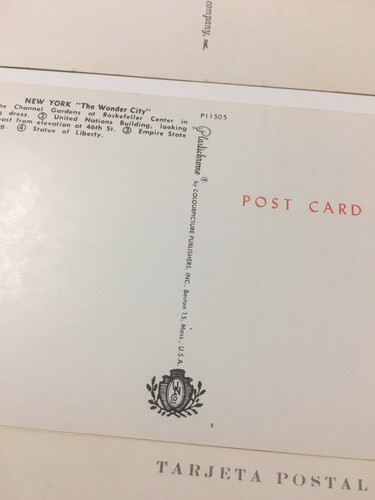 company, INC.
NEW YORK "The Wonder City"
he Channel Gardens at Rockefeller Center in
g dress. ② United Nations Building, looking
ast from elevation at 46th St. ③ Empire State
g. ④ Statue of Liberty.
P11505
Plastichrome ®
by COLOURPICTURE PUBLISHERS, INC., Boston 15, Mass., U.S.A.
POST CARD
TARJETA POSTAL